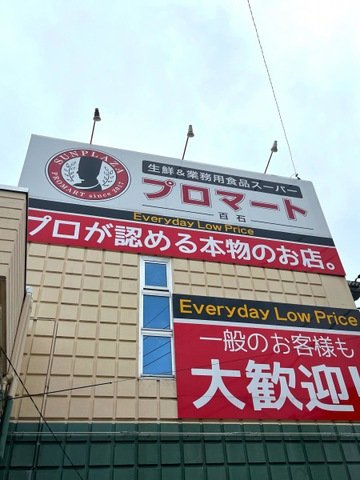 SUNPLAZA
PROMART since 2017
生鮮&業務用食品スーパー
プロマート
百石
Everyday Low Price
プロが認める本物のお店。
Everyday Low Price
一般のお客様も
大歓迎!